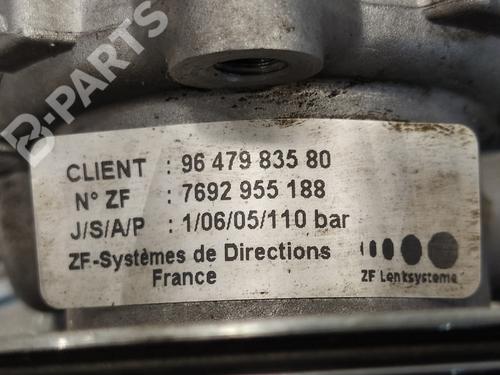 B-PARTS
CLIENT : 96 479 835 80
N° ZF : 7692 955 188
J/S/A/P : 1/06/05/110 bar
ZF-Systèmes de Directions
France
ZF Lenksysteme